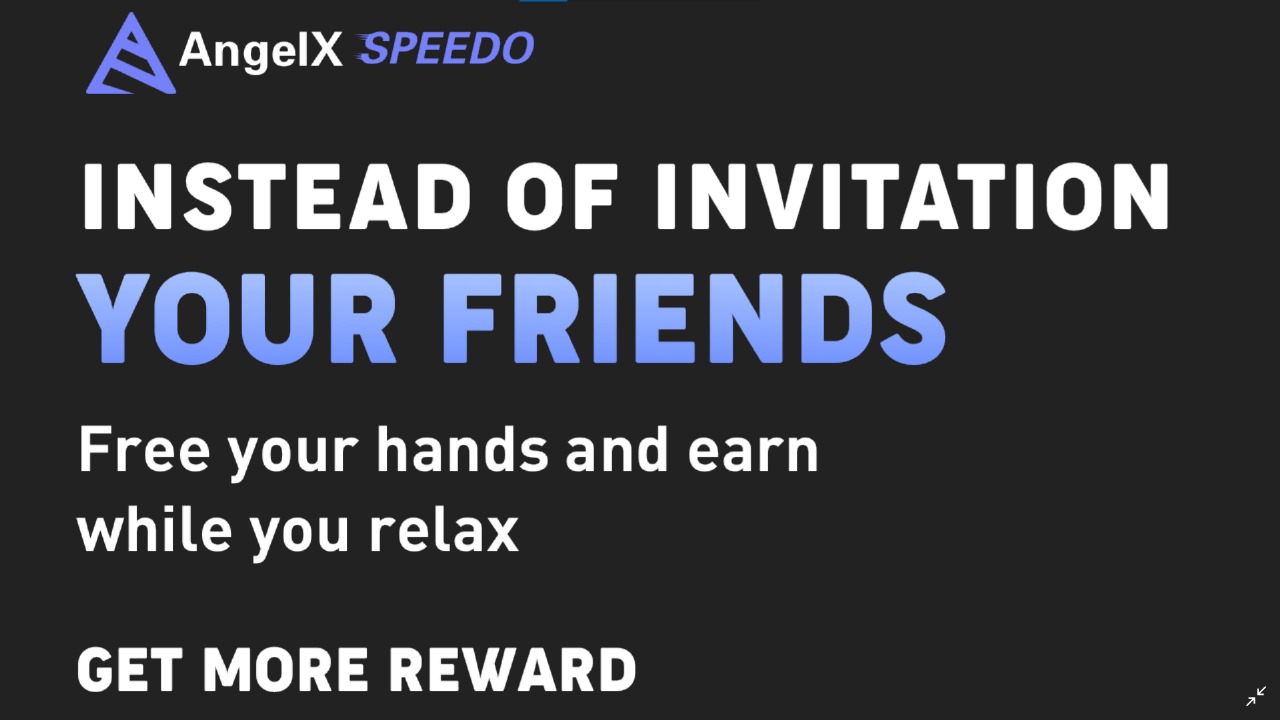 AngelX SPEEDO
INSTEAD OF INVITATION
YOUR FRIENDS
Free your hands and earn
while you relax
GET MORE REWARD